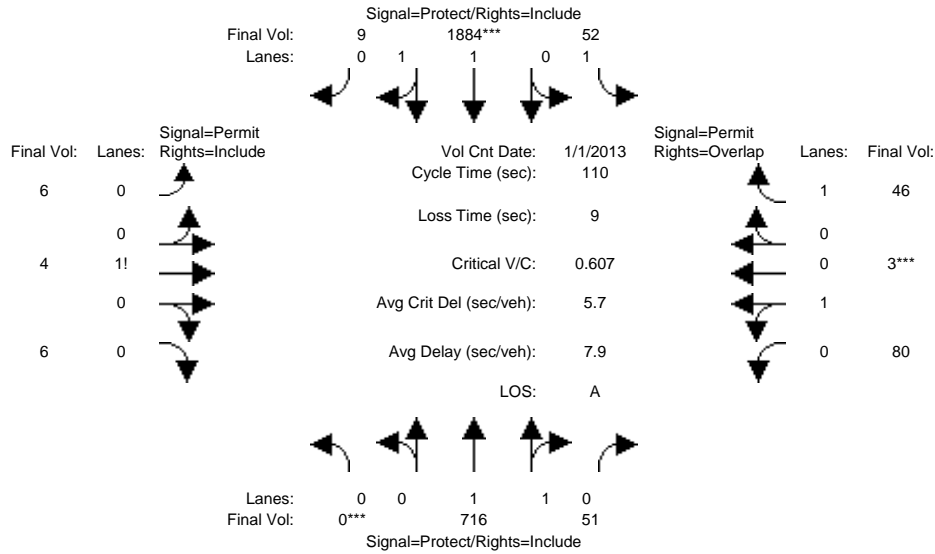 Signal=Protect/Rights=Include
Final Vol: 9 1884*** 52
Lanes: 0 1 1 0 1
Signal=Permit Signal=Permit
Final Vol: Lanes: Rights=Include Vol Cnt Date: 1/1/2013 Rights=Overlap Lanes: Final Vol:
Cycle Time (sec): 110
6 0 1 46
Loss Time (sec): 9
0 0
4 1! Critical V/C: 0.607 0 3***
0 Avg Crit Del (sec/veh): 5.7 1
6 0 Avg Delay (sec/veh): 7.9 0 80
LOS: A
Lanes: 0 0 1 1 0
Final Vol: 0*** 716 51
Signal=Protect/Rights=Include